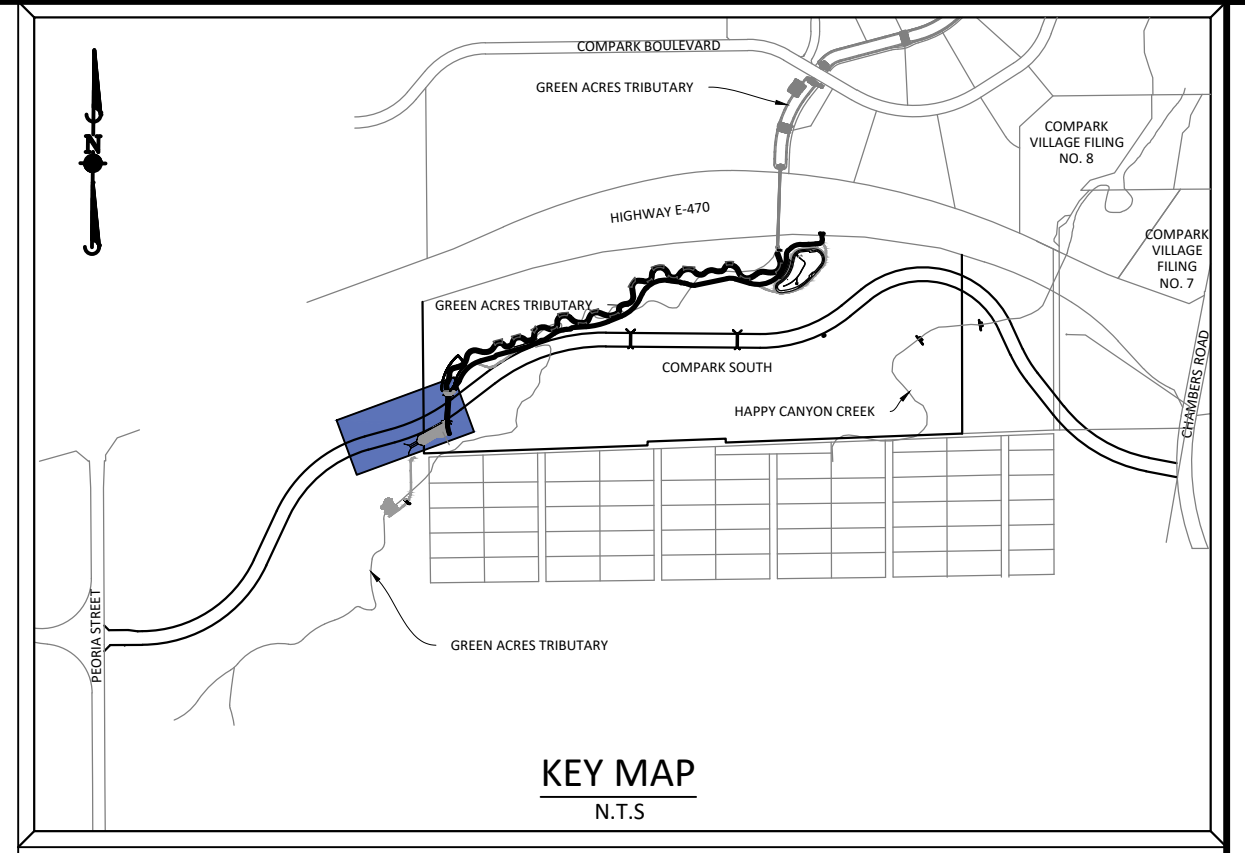 COMPARK BOULEVARD
GREEN ACRES TRIBUTARY
N
COMPARK
VILLAGE FILING
NO. 8
HIGHWAY E-470
COMPARK
VILLAGE
FILING
NO. 7
GREEN ACRES TRIBUTARY
CHAMBERS ROAD
COMPARK SOUTH
HAPPY CANYON CREEK
PEORIA STREET
GREEN ACRES TRIBUTARY
KEY MAP
N.T.S